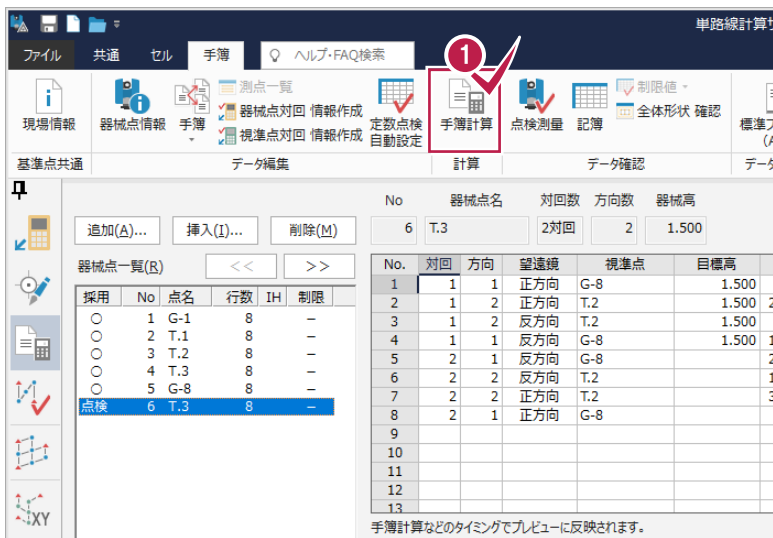 単路線計算サ
ファイル 共通 セル 手簿 ヘルプ・FAQ検索
1
現場情報 器械点情報 手簿 測点一覧 器械点対回 情報作成 視準点対回 情報作成 定数点検 自動設定 手簿計算 点検測量 記簿 制限値 全体形状 確認 標準フ
(A
基準点共通 データ編集 計算 データ確認 デー
No 器械点名 対回数 方向数 器械高
追加(A)... 挿入(I)... 削除(M) 6 T.3 2対回 2 1.500
器械点一覧(R) << >>
採用 No 点名 行数 IH 制限
○ 1 G-1 8 −
○ 2 T.1 8 −
○ 3 T.2 8 −
○ 4 T.3 8 −
○ 5 G-8 8 −
点検 6 T.3 8 −
No. 対回 方向 望遠鏡 視準点 目標高
1 1 1 正方向 G-8 1.500
2 1 2 正方向 T.2 1.500 2
3 1 2 反方向 T.2 1.500
4 1 1 反方向 G-8 1.500 1
5 2 1 反方向 G-8 2
6 2 2 反方向 T.2 1
7 2 2 正方向 T.2 3
8 2 1 正方向 G-8
9
10
11
12
13
XY
手簿計算などのタイミングでプレビューに反映されます。